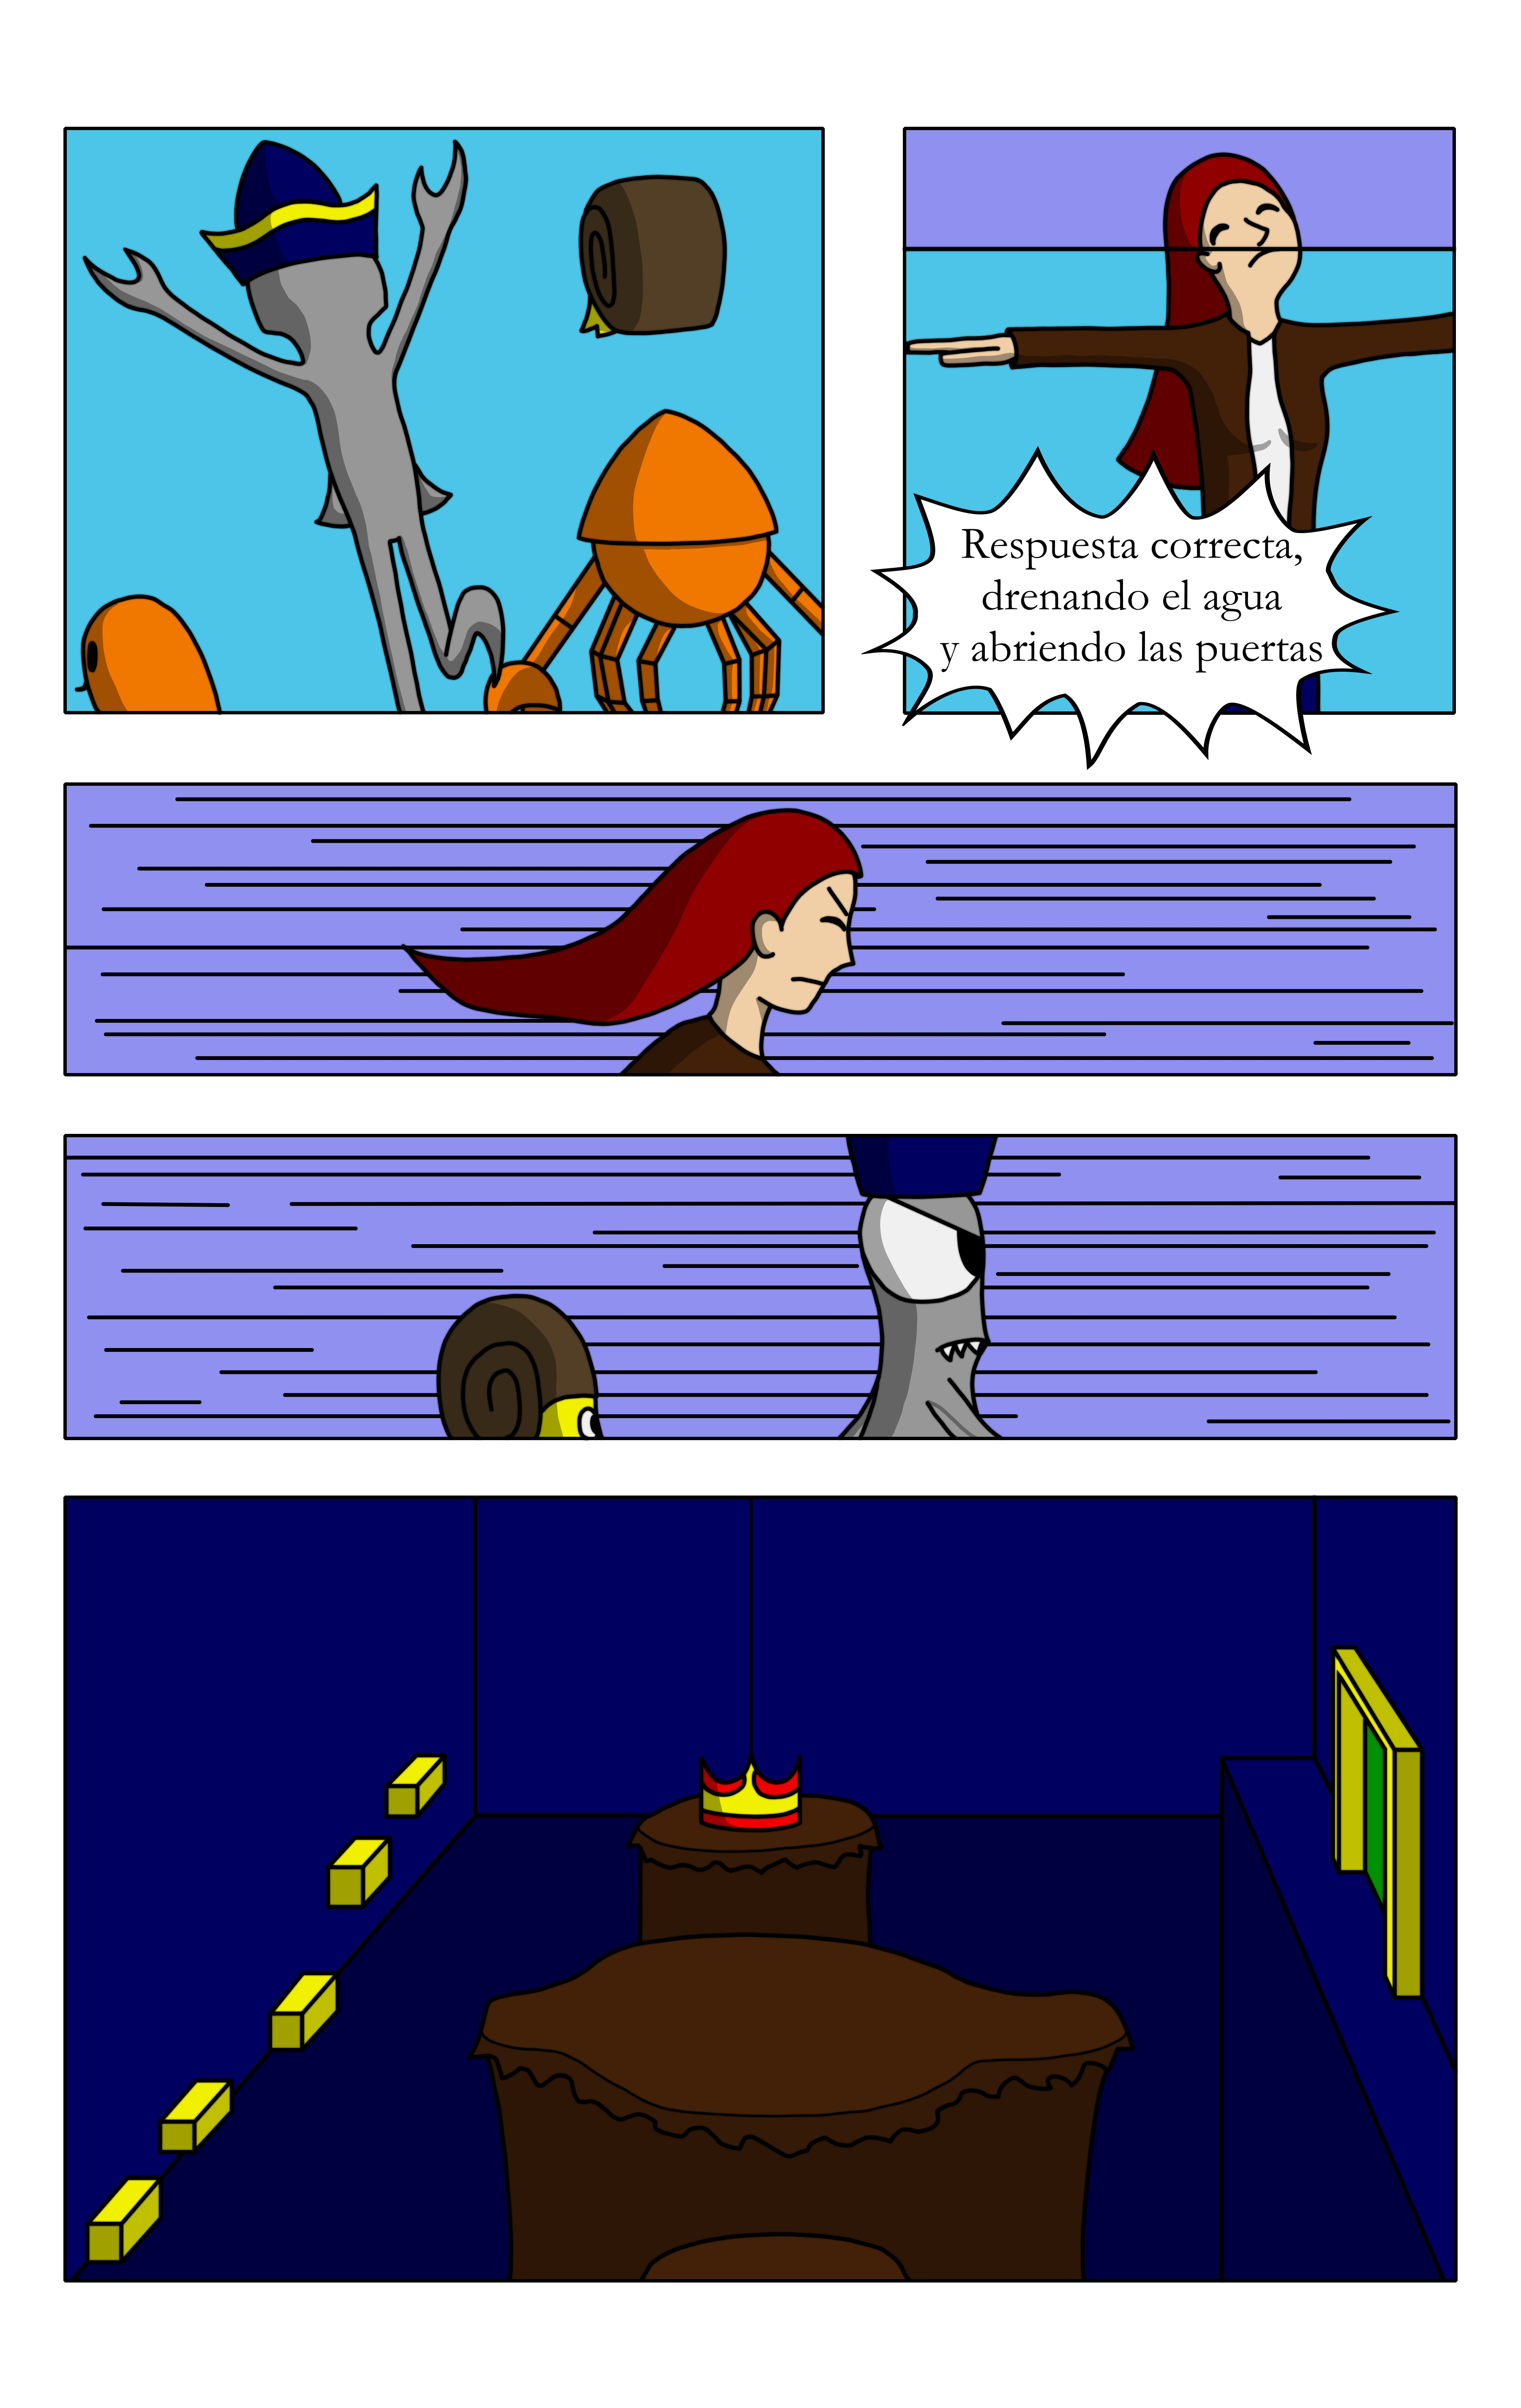 Respuesta correcta,
drenando el agua
y abriendo las puertas